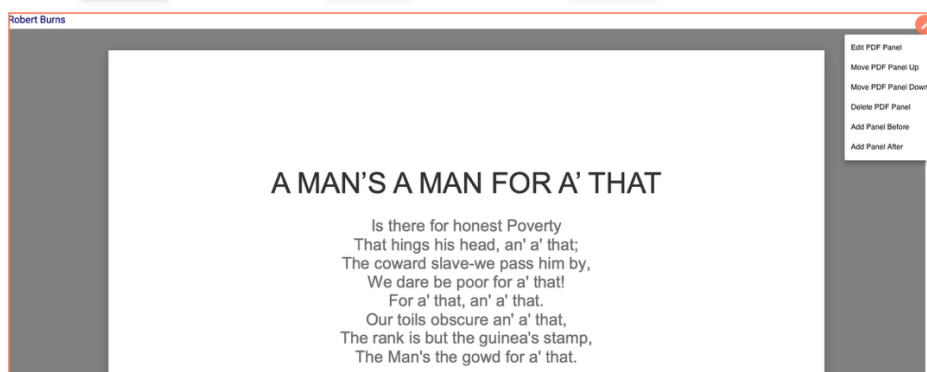 Robert Burns
Edit PDF Panel
Move PDF Panel Up
Move PDF Panel Down
Delete PDF Panel
Add Panel Before
Add Panel After
A MAN’S A MAN FOR A’ THAT
Is there for honest Poverty
That hings his head, an' a' that;
The coward slave-we pass him by,
We dare be poor for a' that!
For a' that, an' a' that.
Our toils obscure an' a' that,
The rank is but the guinea's stamp,
The Man's the gowd for a' that.